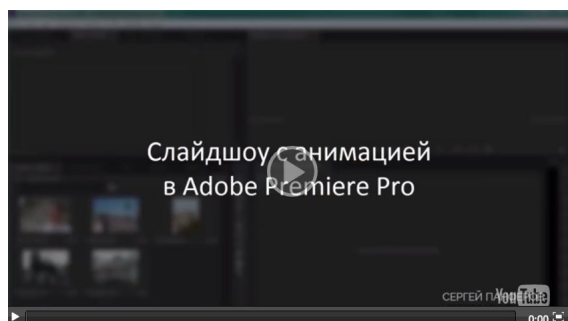 Слайдшоу с анимацией
в Adobe Premiere Pro
СЕРГЕЙ
YouTube
0:00